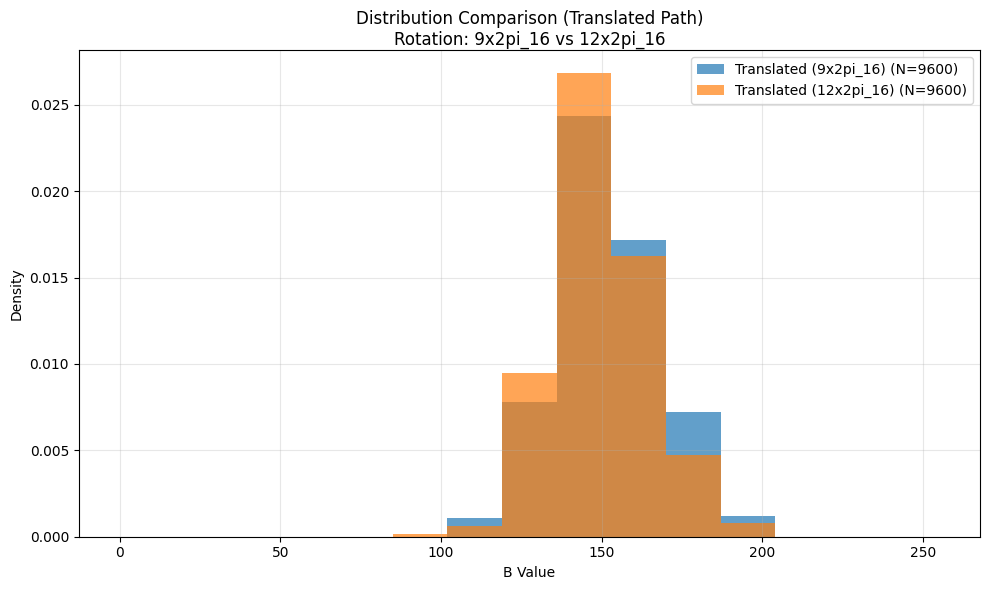 Distribution Comparison (Translated Path)
Rotation: 9x2pi_16 vs 12x2pi_16
Translated (9x2pi_16) (N=9600)
Translated (12x2pi_16) (N=9600)
Density
0.025
0.020
0.015
0.010
0.005
0.000
0 50 100 150 200 250
B Value